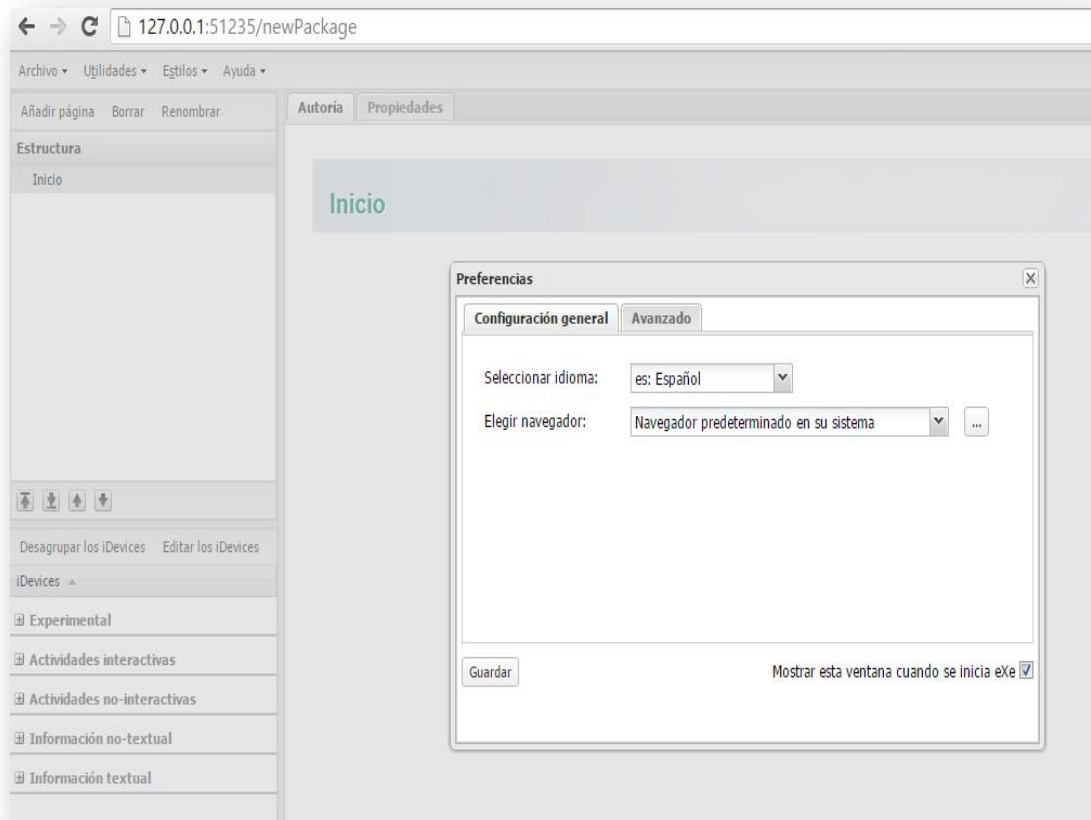 127.0.0.1:51235/newPackage
Archivo Utilidades Estilos Ayuda
Añadir página Borrar Renombrar
Autoría Propiedades
Estructura
Inicio
Inicio
Preferencias
Configuración general Avanzado
Seleccionar idioma: es: Español
Elegir navegador: Navegador predeterminado en su sistema ...
Desagrupar los iDevices Editar los iDevices
iDevices
Experimental
Actividades interactivas
Guardar Mostrar esta ventana cuando se inicia eXe
Actividades no-interactivas
Información no-textual
Información textual